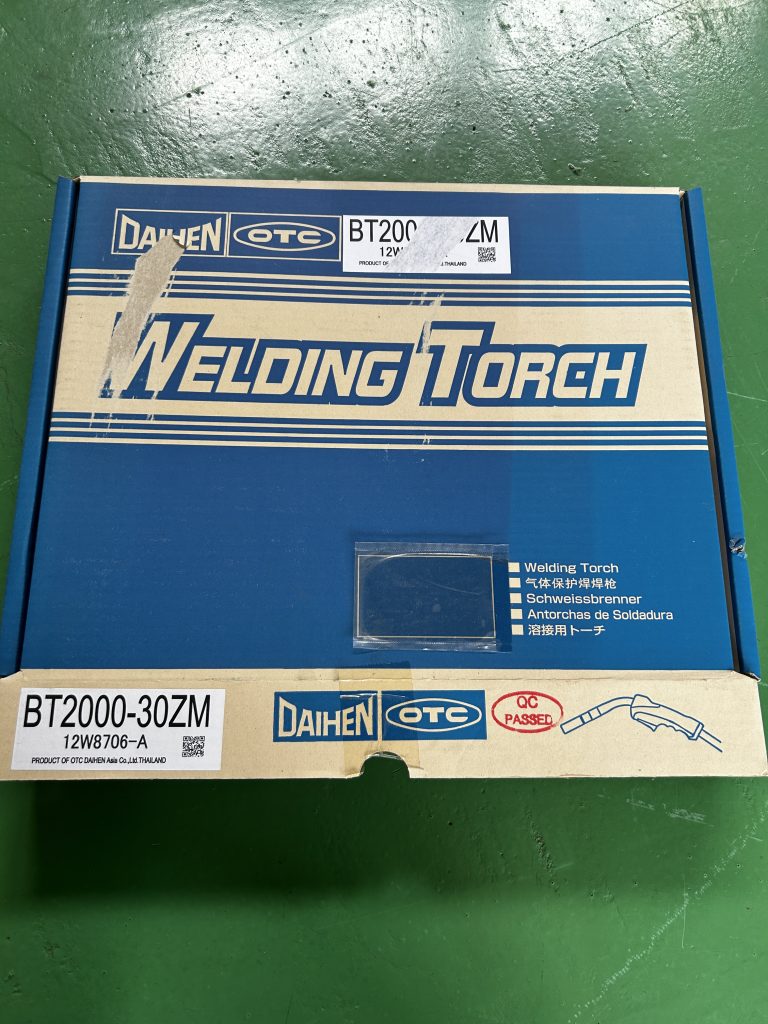 DAIHEN OTC
BT200 ZM
12W
PRODUCT OF .,Ltd.THAILAND
WELDING TORCH
Welding Torch
气体保护焊焊枪
Schweissbrenner
Antorchas de Soldadura
溶接用トーチ
BT2000-30ZM
12W8706-A
PRODUCT OF OTC DAIHEN Asia Co.,Ltd.THAILAND
DAIHEN OTC
QC
PASSED